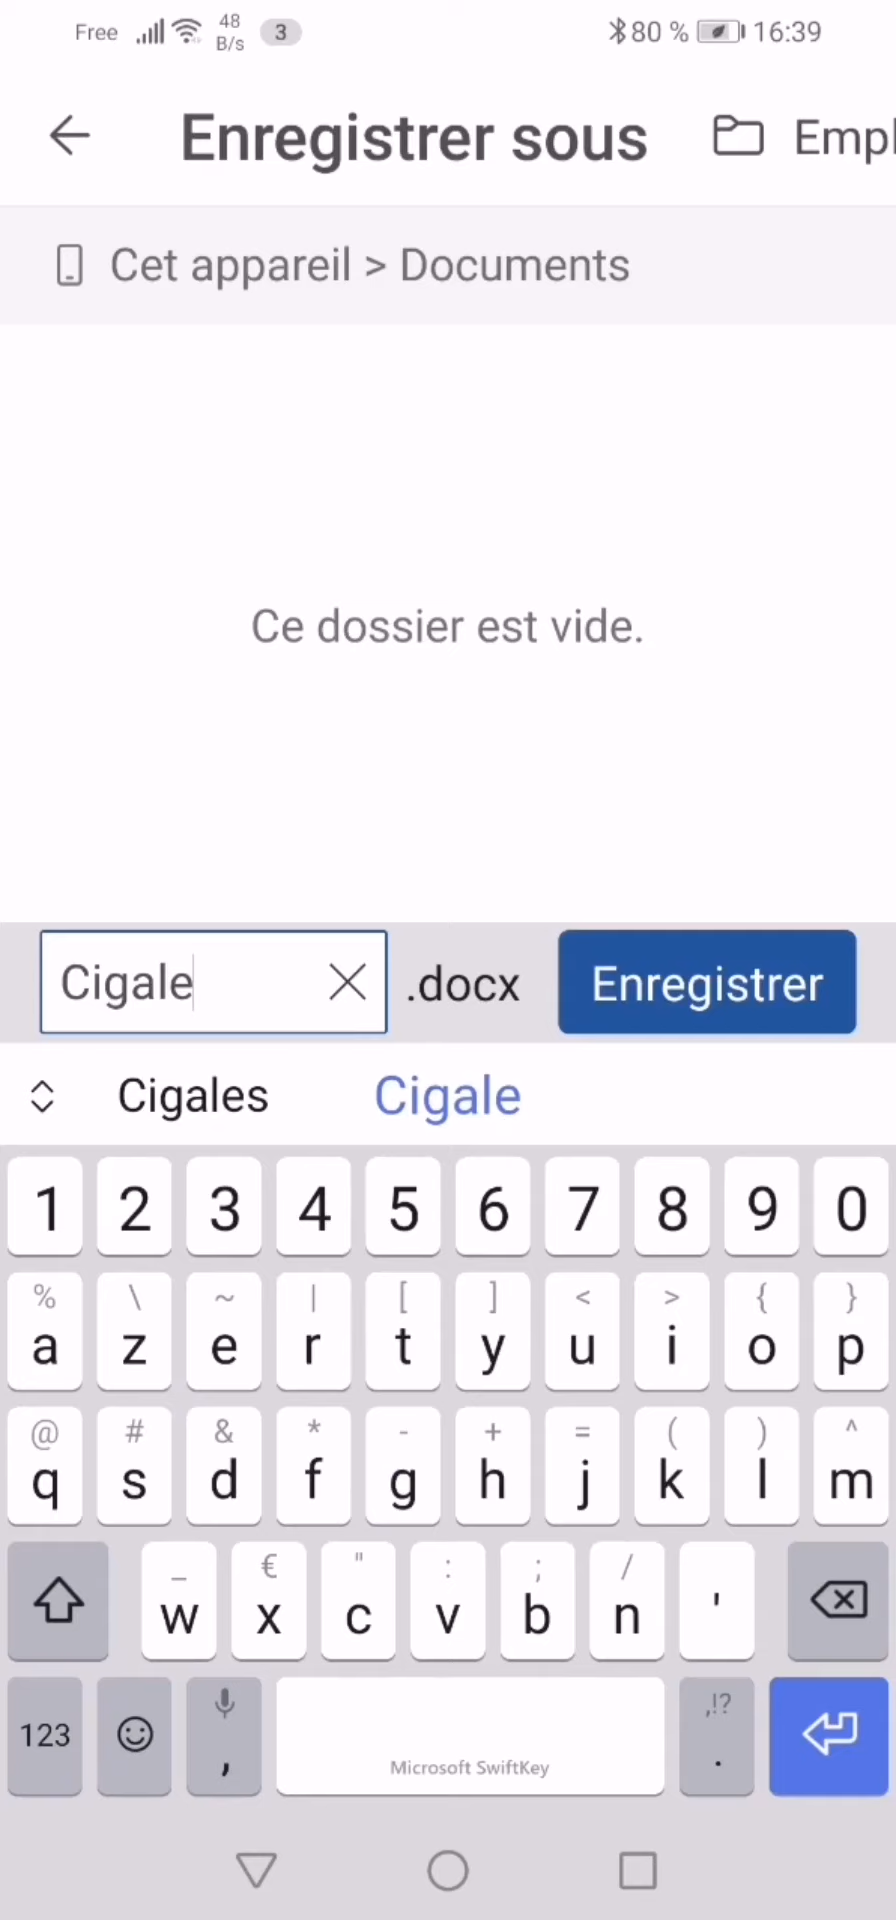 Free 48 B/s 3 80 % 16:39
Enregistrer sous Empl
Cet appareil > Documents
Ce dossier est vide.
Cigale .docx Enregistrer
Cigales Cigale
1 2 3 4 5 6 7 8 9 0
% \ ~ | [ ] < > { }
a z e r t y u i o p
@ # & * - + = ( ) ^
q s d f g h j k l m
_ € " : ; /
w x c v b n '
,!?
123 , .
Microsoft SwiftKey